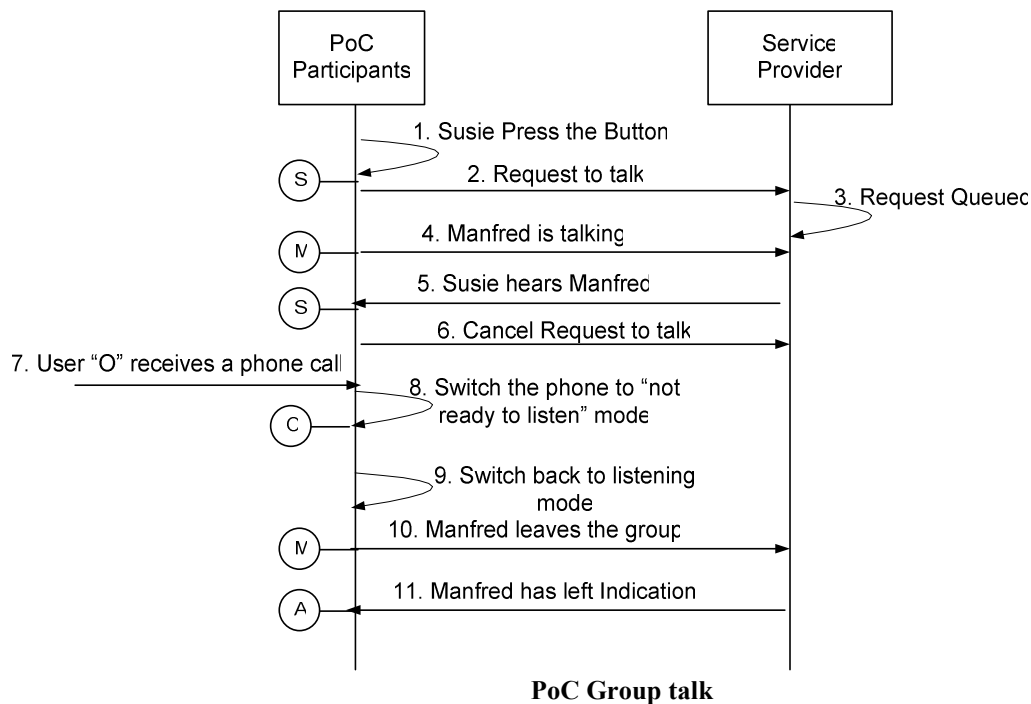 PoC
Participants
Service
Provider
1. Susie Press the Button
S
2. Request to talk
3. Request Queued
M
4. Manfred is talking
5. Susie hears Manfred
S
6. Cancel Request to talk
7. User “O” receives a phone call
8. Switch the phone to “not
ready to listen” mode
C
9. Switch back to listening
mode
10. Manfred leaves the group
M
11. Manfred has left Indication
A
PoC Group talk